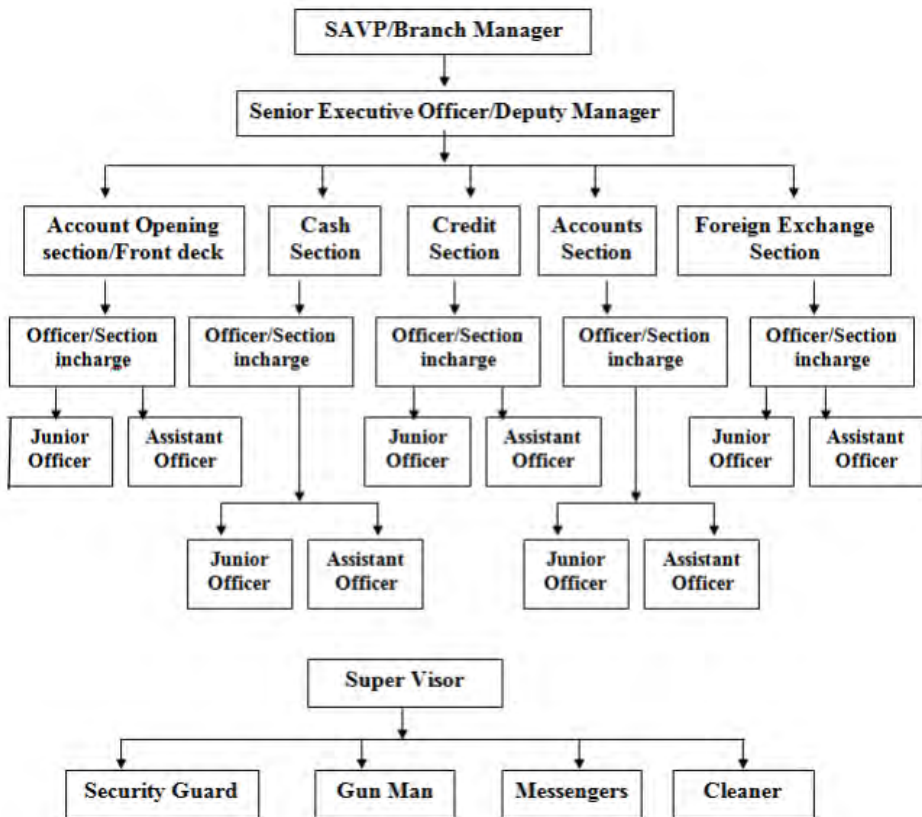 SAVP/Branch Manager
Senior Executive Officer/Deputy Manager
Account Opening
section/Front deck
Cash
Section
Credit
Section
Accounts
Section
Foreign Exchange
Section
Officer/Section
incharge
Officer/Section
incharge
Officer/Section
incharge
Officer/Section
incharge
Officer/Section
incharge
Junior
Officer
Assistant
Officer
Junior
Officer
Assistant
Officer
Junior
Officer
Assistant
Officer
Junior
Officer
Assistant
Officer
Junior
Officer
Assistant
Officer
Super Visor
Security Guard
Gun Man
Messengers
Cleaner